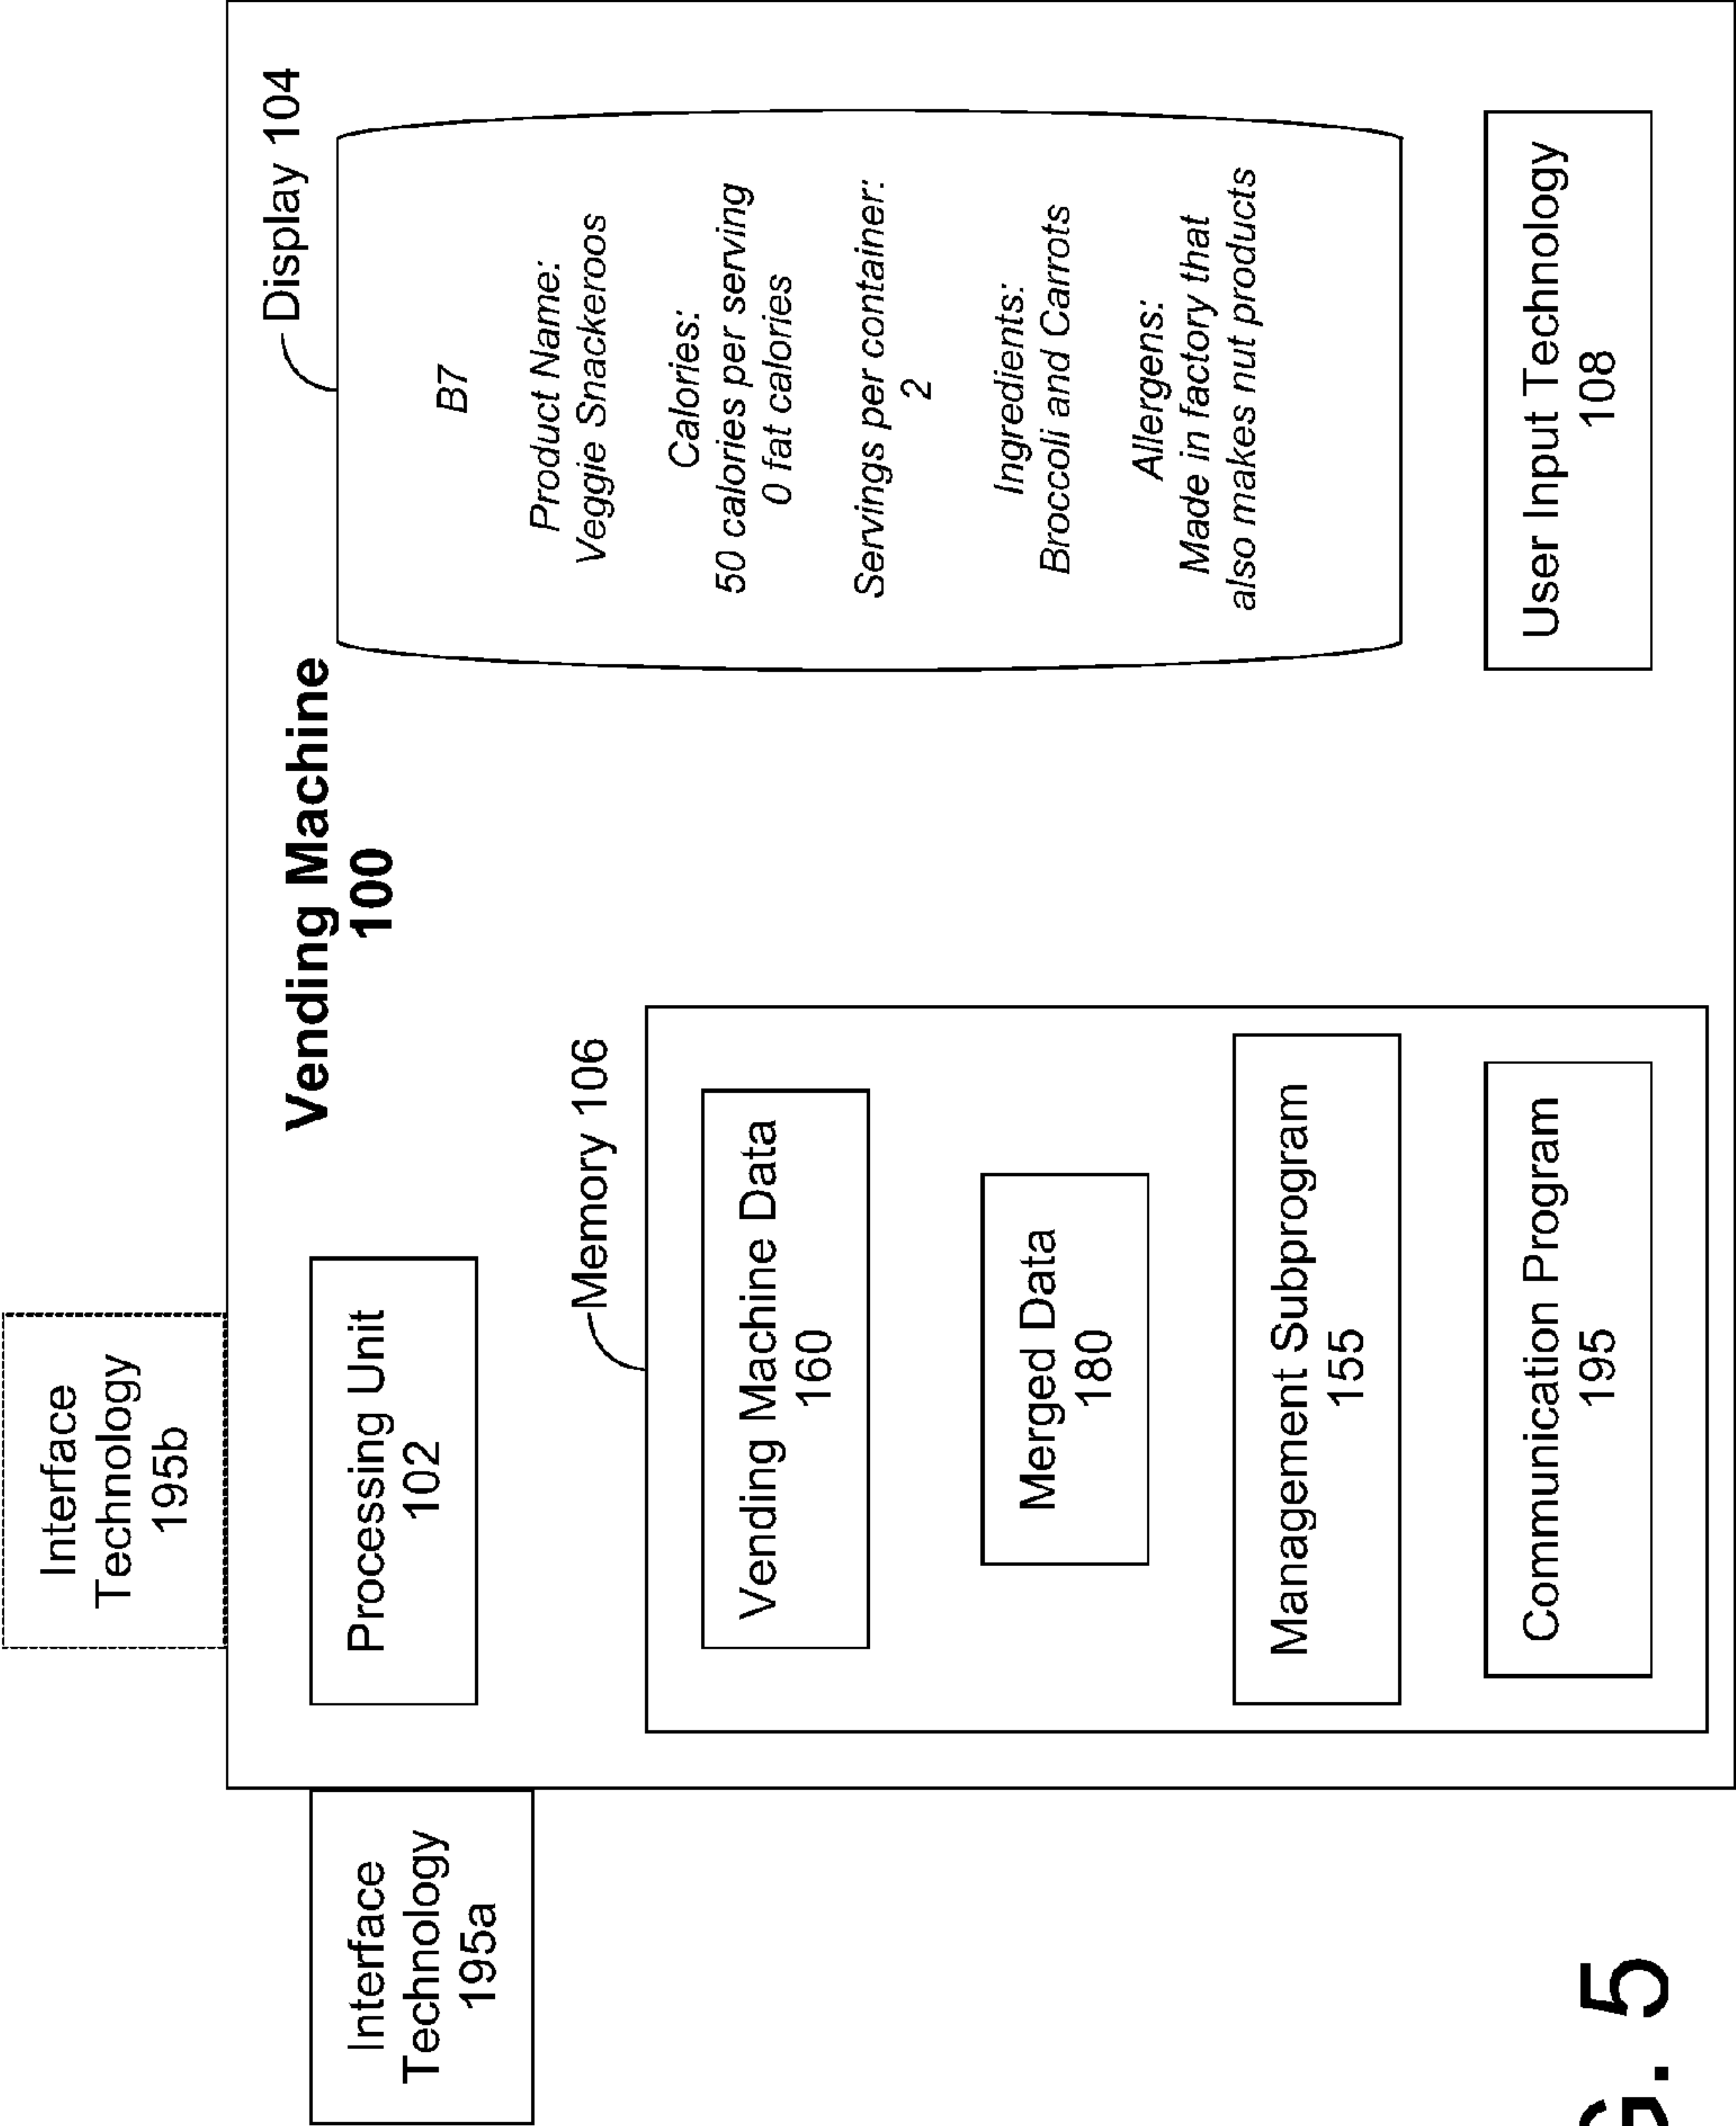 Interface
Technology
195b
Interface
Technology
195a
Vending Machine
100
Processing Unit
102
Memory 106
Vending Machine Data
160
Merged Data
180
Management Subprogram
155
Communication Program
195
Display 104
B7
Product Name:
Veggie Snackeroos
Calories:
50 calories per serving
0 fat calories
Servings per container:
2
Ingredients:
Broccoli and Carrots
Allergens:
Made in factory that
also makes nut products
User Input Technology
108
G. 5